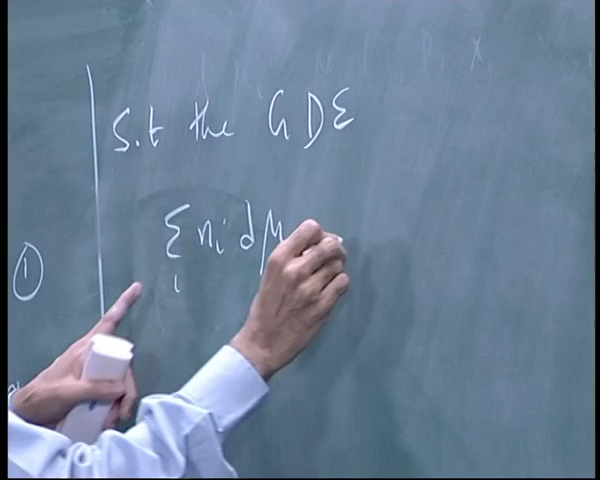 S.t the GDE
Σ nᵢ dμ
i
①